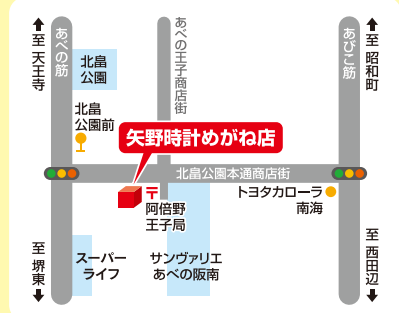 至 天王寺
あべの筋
北畠
公園
北畠
公園前
あべの王子商店街
あびこ筋
至 昭和町
矢野時計めがね店
北畠公園本通商店街
〒
阿倍野
王子局
トヨタカローラ
南海
至 堺東
スーパー
ライフ
サンヴァリエ
あべの阪南
至 西田辺